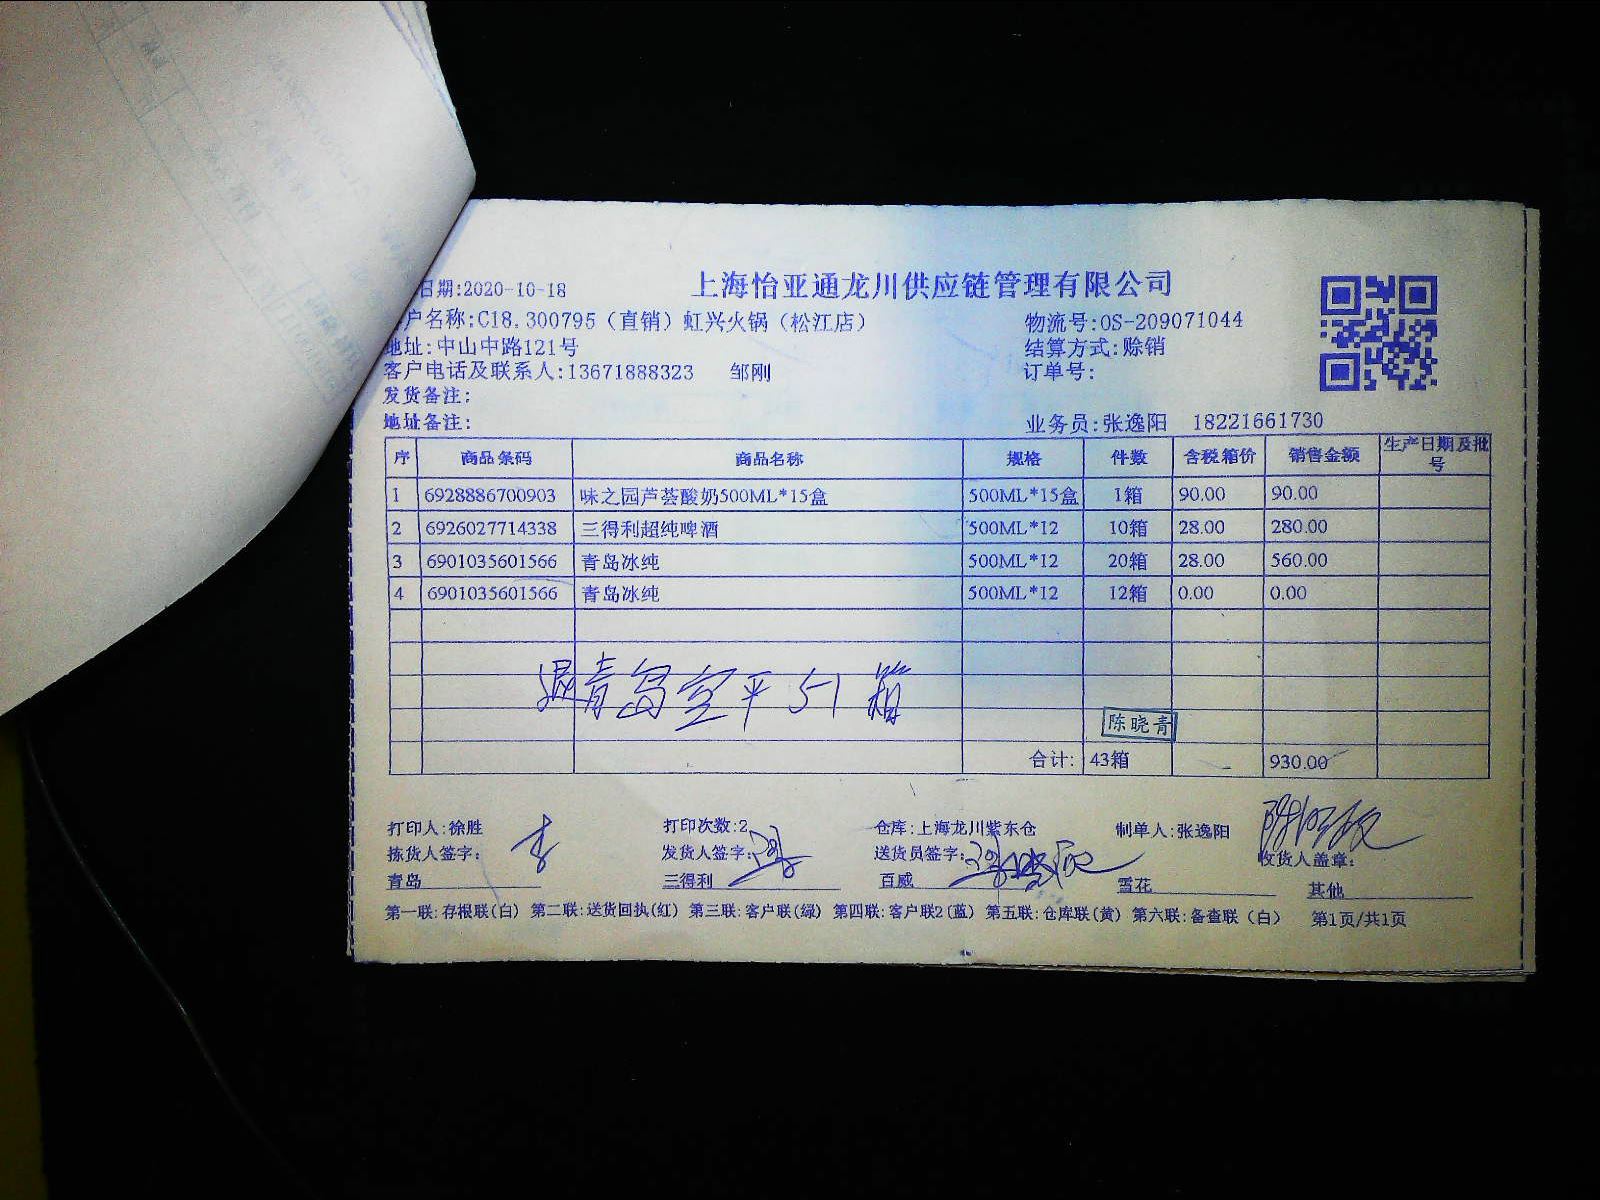 日期:2020-10-18
上海怡亚通龙川供应链管理有限公司
户名称:C18.300795（直销）虹兴火锅（松江店）
物流号:OS-209071044
地址:中山中路121号
结算方式:赊销
客户电话及联系人:13671888323 邹刚
订单号:
发货备注:
地址备注:
业务员:张逸阳 18221661730
序 商品条码 商品名称 规格 件数 含税箱价 销售金额 生产日期及批号
1 6928886700903 味之园芦荟酸奶500ML*15盒 500ML*15盒 1箱 90.00 90.00
2 6926027714338 三得利超纯啤酒 500ML*12 10箱 28.00 280.00
3 6901035601566 青岛冰纯 500ML*12 20箱 28.00 560.00
4 6901035601566 青岛冰纯 500ML*12 12箱 0.00 0.00
退青岛空平51箱
陈晓青
合计: 43箱 930.00
打印人:徐胜 打印次数:2 仓库:上海龙川紫东仓 制单人:张逸阳
拣货人签字: 发货人签字: 送货员签字: 收货人盖章:
青岛 三得利 百威 雪花 其他
第一联:存根联(白) 第二联:送货回执(红) 第三联:客户联(绿) 第四联:客户联2(蓝) 第五联:仓库联(黄) 第六联:备查联（白） 第1页/共1页